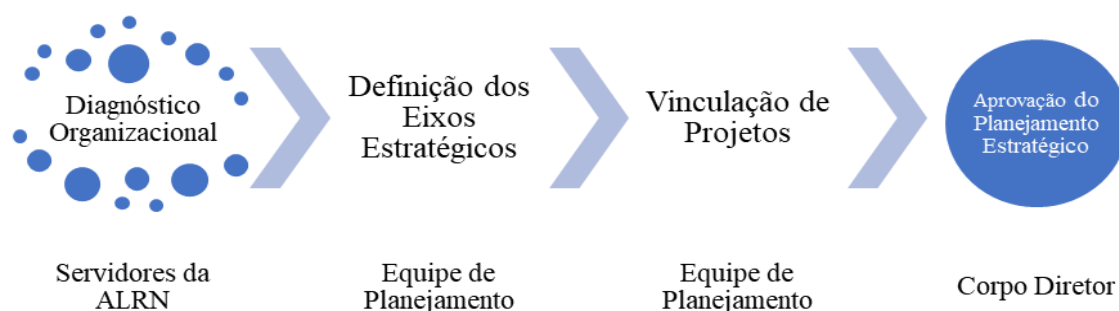 Diagnóstico
Organizacional
Definição dos
Eixos
Estratégicos
Vinculação de
Projetos
Aprovação do
Planejamento
Estratégico
Servidores da
ALRN
Equipe de
Planejamento
Equipe de
Planejamento
Corpo Diretor